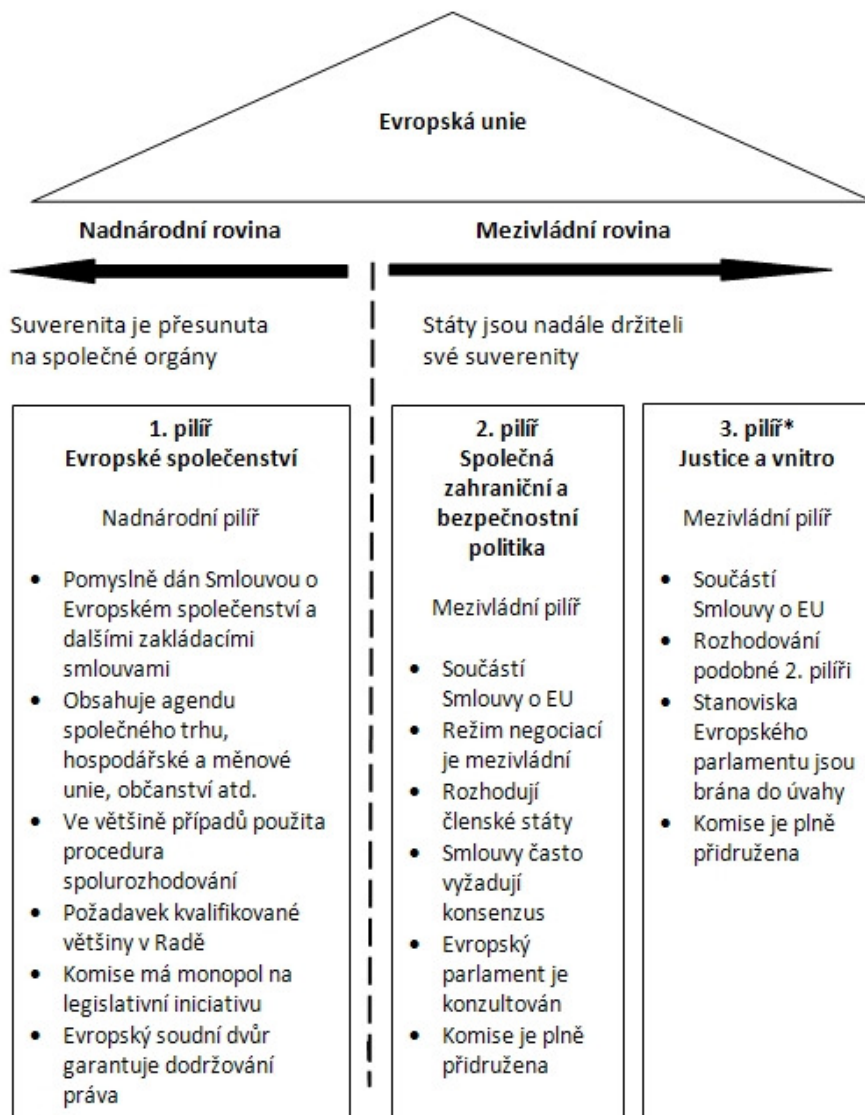 Evropská unie
Nadnárodní rovina
Mezivládní rovina
Suverenita je přesunuta
na společné orgány
Státy jsou nadále držiteli
své suverenity
1. pilíř
Evropské společenství
Nadnárodní pilíř
• Pomyslně dán Smlouvou o
Evropském společenství a
dalšími zakládacími
smlouvami
• Obsahuje agendu
společného trhu,
hospodářské a měnové
unie, občanství atd.
• Ve většině případů použita
procedura
spolurozhodování
• Požadavek kvalifikované
většiny v Radě
• Komise má monopol na
legislativní iniciativu
• Evropský soudní dvůr
garantuje dodržování
práva
2. pilíř
Společná
zahraniční a
bezpečnostní
politika
Mezivládní pilíř
• Součástí
Smlouvy o EU
• Režim negociací
je mezivládní
• Rozhodují
členské státy
• Smlouvy často
vyžadují
konsenzus
• Evropský
parlament je
konzultován
• Komise je plně
přidružena
3. pilíř*
Justice a vnitro
Mezivládní pilíř
• Součástí
Smlouvy o EU
• Rozhodování
podobné 2. pilíři
• Stanoviska
Evropského
parlamentu jsou
brána do úvahy
• Komise je plně
přidružena